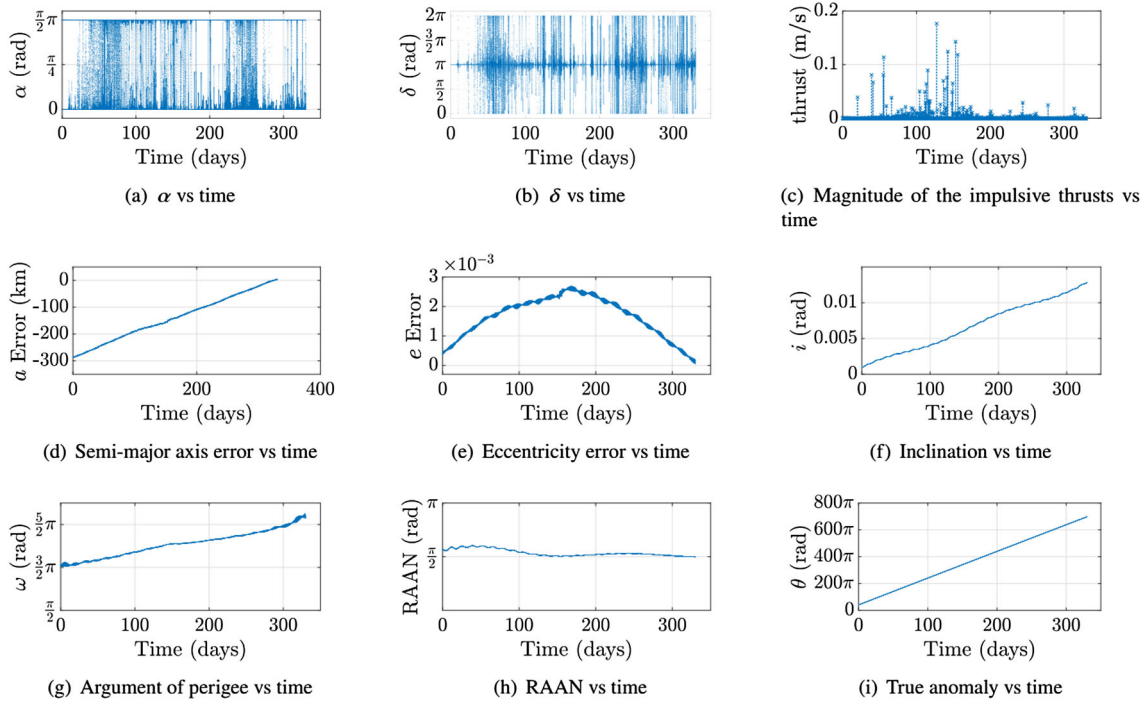 π/2 π
π/4
0
α (rad)
0 100 200 300
Time (days)
(a) α vs time
2π
3/2 π
π
π/2
0
δ (rad)
0 100 200 300
Time (days)
(b) δ vs time
0.2
0.1
0
thrust (m/s)
0 100 200 300
Time (days)
(c) Magnitude of the impulsive thrusts vs
time
0
-100
-200
-300
a Error (km)
0 200 400
Time (days)
(d) Semi-major axis error vs time
×10⁻³
3
2
1
0
e Error
0 100 200 300
Time (days)
(e) Eccentricity error vs time
0.01
0.005
0
i (rad)
0 100 200 300
Time (days)
(f) Inclination vs time
5/2 π
3/2 π
π/2
ω (rad)
0 100 200 300
Time (days)
(g) Argument of perigee vs time
π
π/2
RAAN (rad)
0 100 200 300
Time (days)
(h) RAAN vs time
800π
600π
400π
200π
0
θ (rad)
0 100 200 300
Time (days)
(i) True anomaly vs time